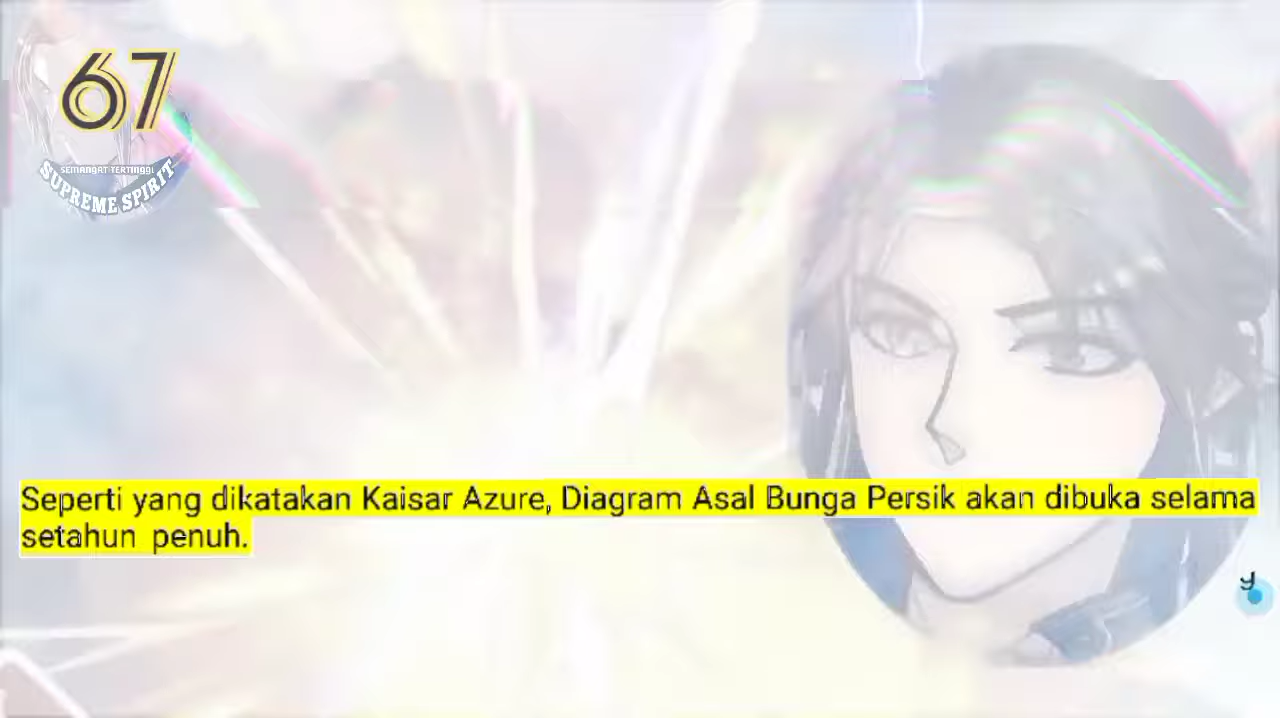 67
SEMANGAT TERTINGGI
SUPREME SPIRIT
Seperti yang dikatakan Kaisar Azure, Diagram Asal Bunga Persik akan dibuka selama
setahun penuh.
y